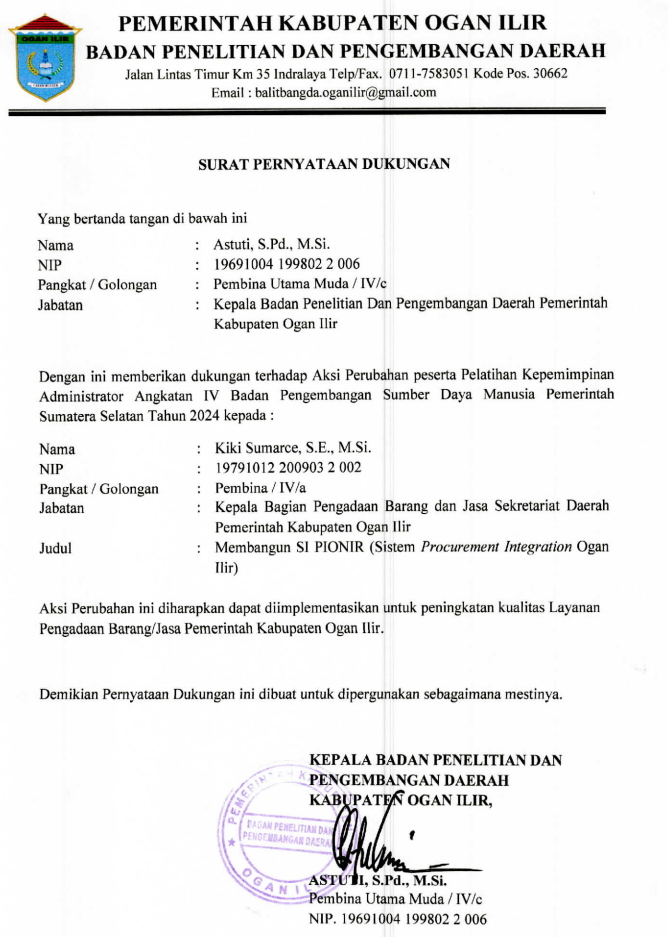 OGAN ILIR
PEMERINTAH KABUPATEN OGAN ILIR
BADAN PENELITIAN DAN PENGEMBANGAN DAERAH
Jalan Lintas Timur Km 35 Indralaya Telp/Fax. 0711-7583051 Kode Pos. 30662
Email : balitbangda.oganilir@gmail.com
SURAT PERNYATAAN DUKUNGAN
Yang bertanda tangan di bawah ini
Nama : Astuti, S.Pd., M.Si.
NIP : 19691004 199802 2 006
Pangkat / Golongan : Pembina Utama Muda / IV/c
Jabatan : Kepala Badan Penelitian Dan Pengembangan Daerah Pemerintah
Kabupaten Ogan Ilir
Dengan ini memberikan dukungan terhadap Aksi Perubahan peserta Pelatihan Kepemimpinan
Administrator Angkatan IV Badan Pengembangan Sumber Daya Manusia Pemerintah
Sumatera Selatan Tahun 2024 kepada :
Nama : Kiki Sumarce, S.E., M.Si.
NIP : 19791012 200903 2 002
Pangkat / Golongan : Pembina / IV/a
Jabatan : Kepala Bagian Pengadaan Barang dan Jasa Sekretariat Daerah
Pemerintah Kabupaten Ogan Ilir
Judul : Membangun SI PIONIR (Sistem Procurement Integration Ogan
Ilir)
Aksi Perubahan ini diharapkan dapat diimplementasikan untuk peningkatan kualitas Layanan
Pengadaan Barang/Jasa Pemerintah Kabupaten Ogan Ilir.
Demikian Pernyataan Dukungan ini dibuat untuk dipergunakan sebagaimana mestinya.
KEPALA BADAN PENELITIAN DAN
PENGEMBANGAN DAERAH
KABUPATEN OGAN ILIR,
PEMERINTAH
BADAN PENELITIAN DAN
PENGEMBANGAN DAERA
OGAN IL
ASTUTI, S.Pd., M.Si.
Pembina Utama Muda / IV/c
NIP. 19691004 199802 2 006